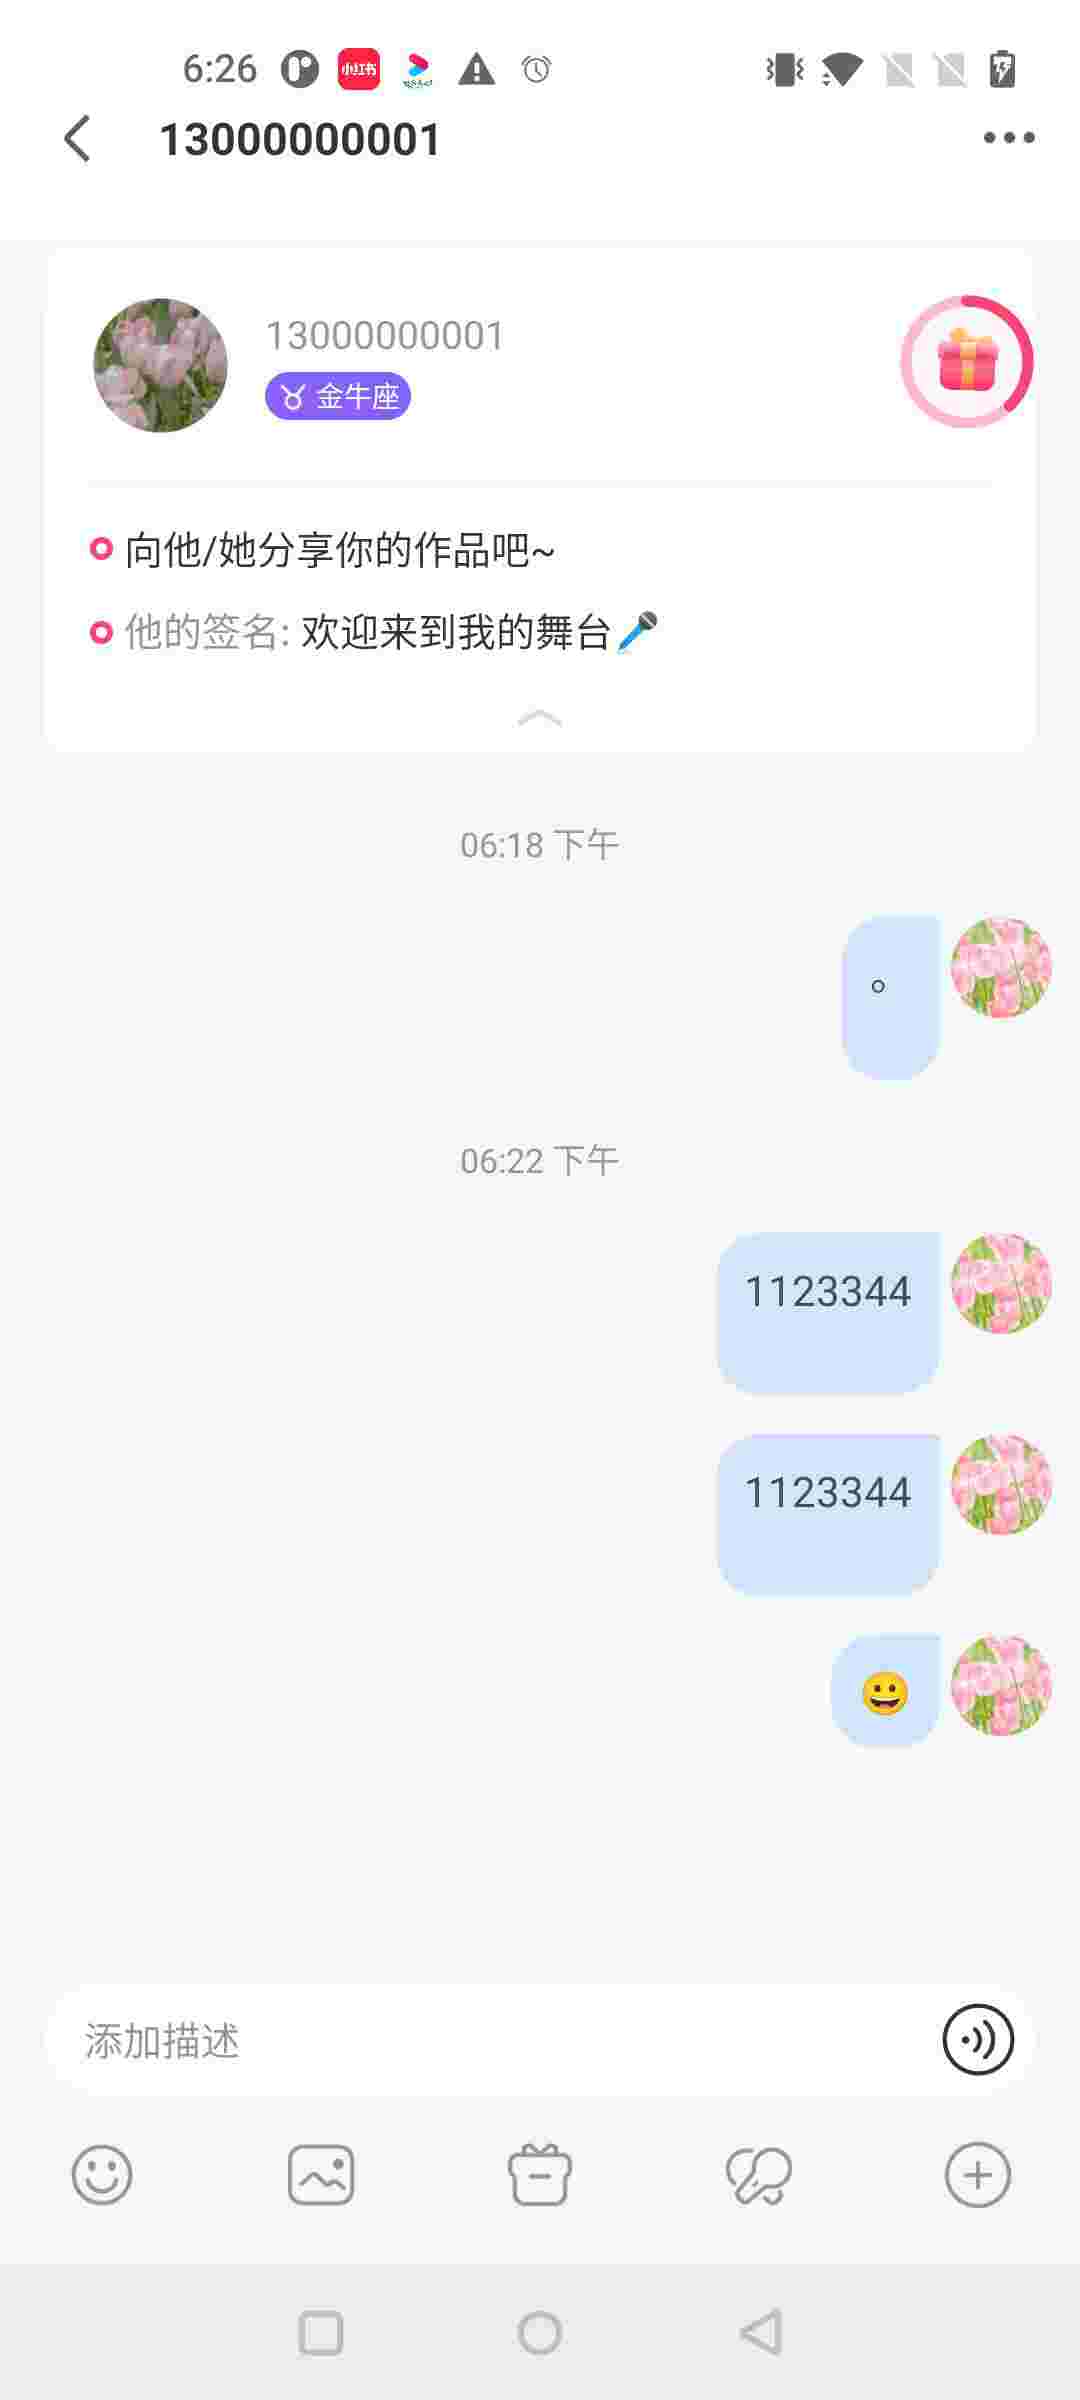 6:26
小红书
13000000001
13000000001
金牛座
向他/她分享你的作品吧~
他的签名: 欢迎来到我的舞台🎤
06:18 下午
。
06:22 下午
1123344
1123344
😀
添加描述